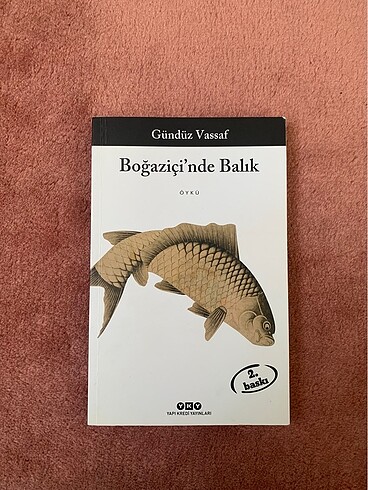 Gündüz Vassaf
Boğaziçi'nde Balık
ÖYKÜ
2.
baskı
YKY
YAPI KREDİ YAYINLARI